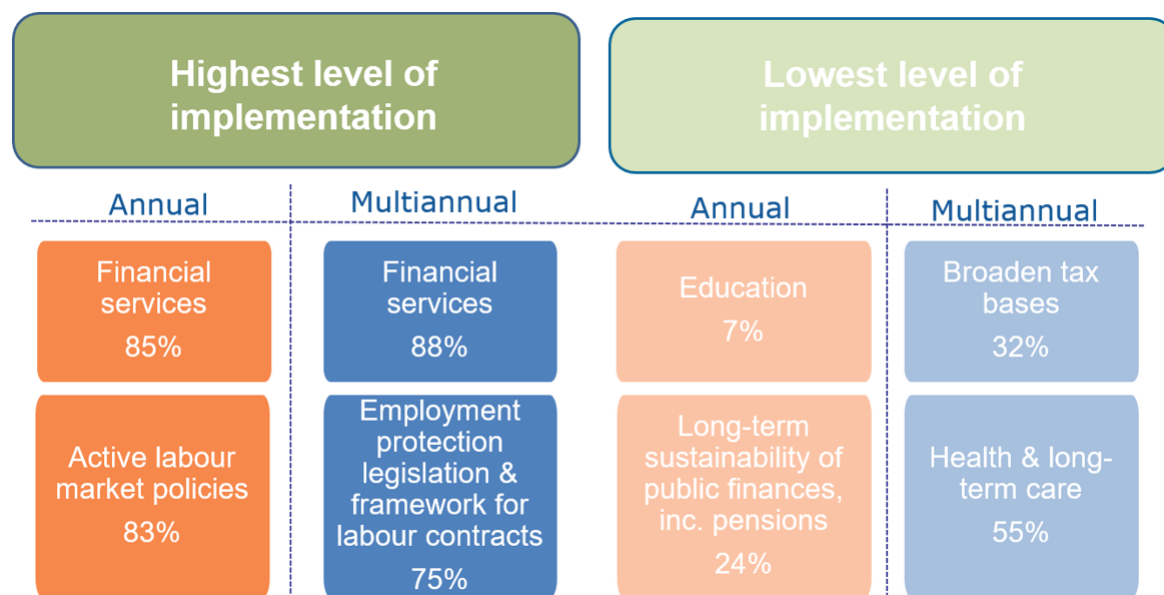 Highest level of
implementation
Lowest level of
implementation
Annual
Multiannual
Annual
Multiannual
Financial
services
85%
Financial
services
88%
Education
7%
Broaden tax
bases
32%
Active labour
market policies
83%
Employment
protection
legislation &
framework for
labour contracts
75%
Long-term
sustainability of
public finances,
inc. pensions
24%
Health & long-
term care
55%